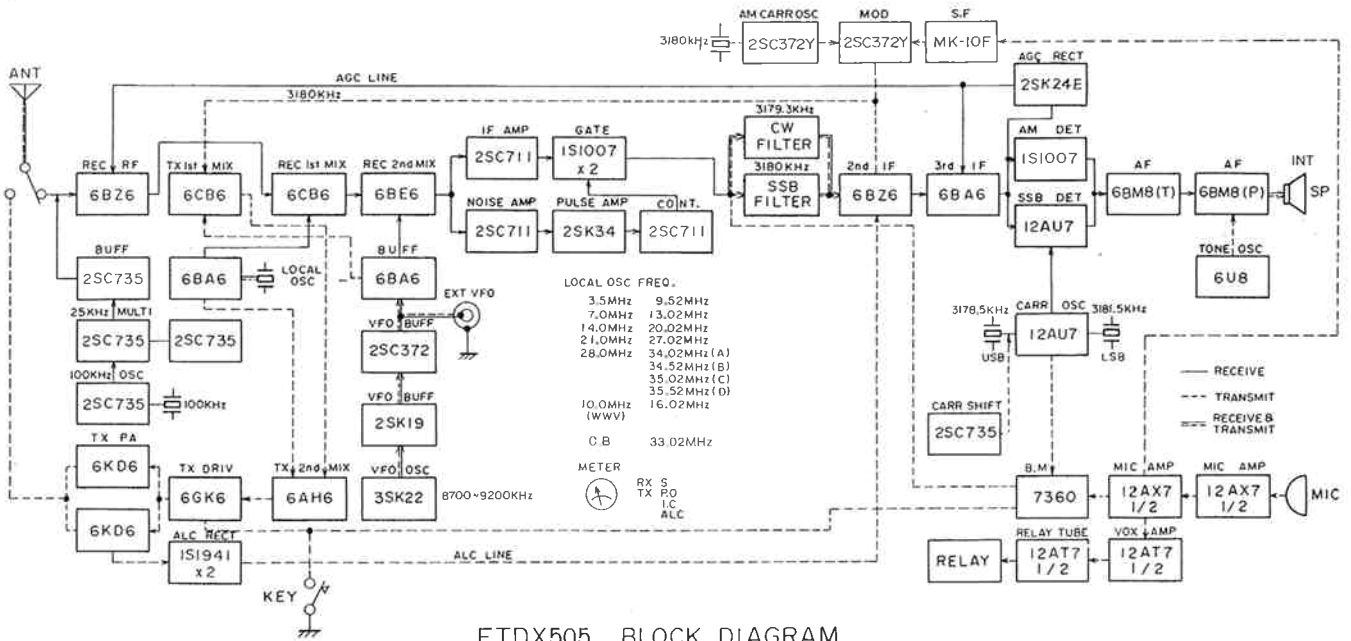 AM CARR OSC
MOD
S.F
3180kHz
2SC372Y
2SC372Y
MK-10F
ANT
AGC LINE
3180KHz
AGC RECT
2SK24E
3179.3KHz
CW FILTER
IF AMP
2SC711
GATE
1S1007 x 2
AM DET
1S1007
REC RF
6BZ6
TX 1st MIX
6CB6
REC 1st MIX
6CB6
REC 2nd MIX
6BE6
3180KHz
SSB FILTER
2nd IF
6BZ6
3rd IF
6BA6
AF
6BM8(T)
AF
6BM8(P)
INT
SP
NOISE AMP
2SC711
PULSE AMP
2SK34
CONT.
2SC711
SSB DET
12AU7
BUFF
2SC735
6BA6
LOCAL OSC
BUFF
6BA6
EXT VFO
TONE OSC
6U8
LOCAL OSC FREQ.
3.5MHz 9.52MHz
7.0MHz 13.02MHz
14.0MHz 20.02MHz
21.0MHz 27.02MHz
28.0MHz 34.02MHz(A)
34.52MHz(B)
35.02MHz(C)
35.52MHz(D)
10.0MHz 16.02MHz
(WWV)
C.B 33.02MHz
25KHz MULTI
2SC735
2SC735
VFO BUFF
2SC372
3178.5KHz
USB
CARR OSC
12AU7
3181.5KHz
LSB
100KHz OSC
2SC735
100KHz
VFO BUFF
2SK19
CARR SHIFT
2SC735
RECEIVE
TRANSMIT
RECEIVE & TRANSMIT
TX PA
6KD6
6KD6
TX DRIV
6GK6
TX 2nd MIX
6AH6
VFO OSC
3SK22
8700~9200KHz
METER
RX S
TX P.O
I.C
ALC
B.M
7360
MIC AMP
12AX7 1/2
MIC AMP
12AX7 1/2
MIC
ALC RECT
1S1941 x2
ALC LINE
RELAY
RELAY TUBE
12AT7 1/2
VOX AMP
12AT7 1/2
KEY
FTDX505 BLOCK DIAGRAM